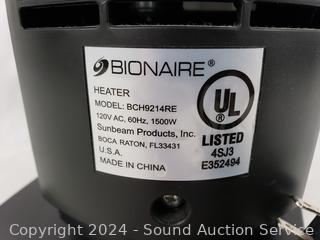 BIONAIRE®
HEATER
MODEL: BCH9214RE
120V AC, 60Hz, 1500W
Sunbeam Products, Inc.
BOCA RATON, FL33431
U.S.A.
MADE IN CHINA
UL ®
LISTED
4SJ3
E352494
Copyright 2024 - Sound Auction Service